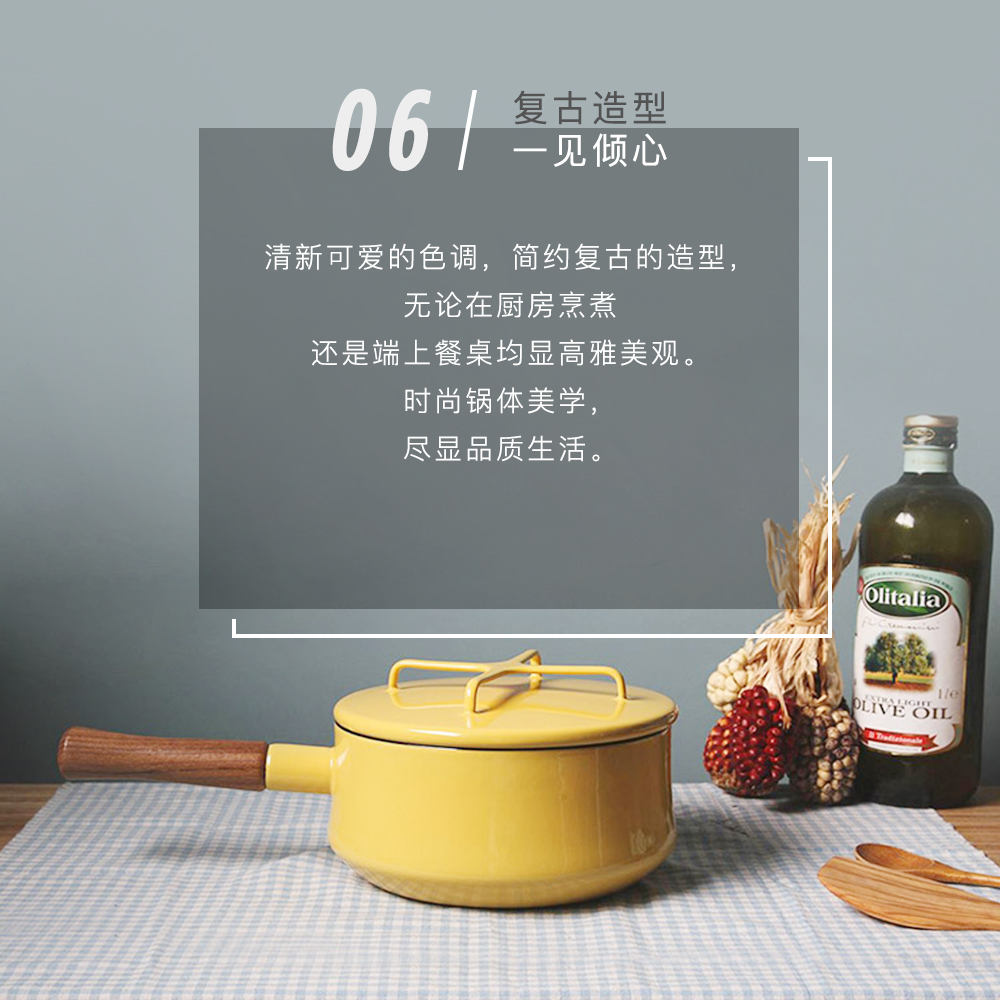 06 /
复古造型
一见倾心
清新可爱的色调，简约复古的造型，
无论在厨房烹煮
还是端上餐桌均显高雅美观。
时尚锅体美学，
尽显品质生活。
Olitalia
1 l e
EXTRA LIGHT
OLIVE OIL
Il Tradizionale